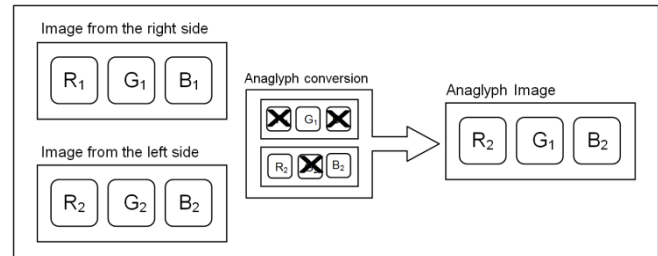 Image from the right side
R₁ G₁ B₁
Image from the left side
R₂ G₂ B₂
Anaglyph conversion
G₁
R₂ B₂
Anaglyph Image
R₂ G₁ B₂